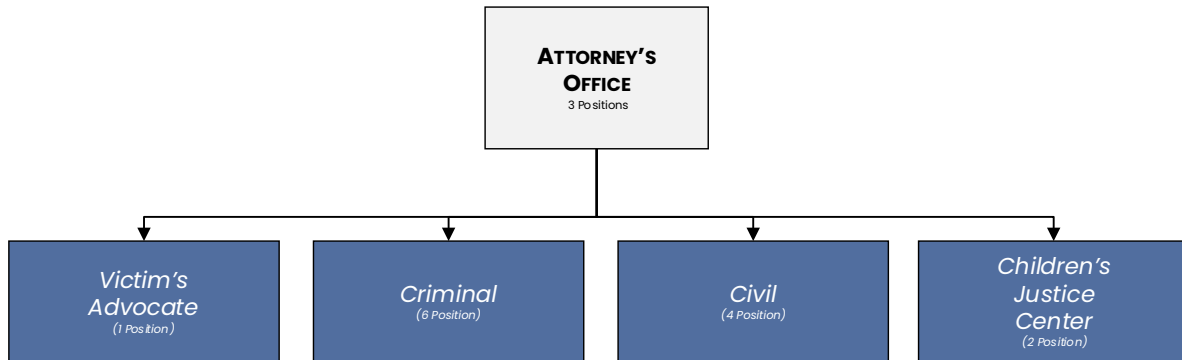 ATTORNEY'S
OFFICE
3 Positions
Victim's
Advocate
(1 Position)
Criminal
(6 Position)
Civil
(4 Position)
Children's
Justice
Center
(2 Position)